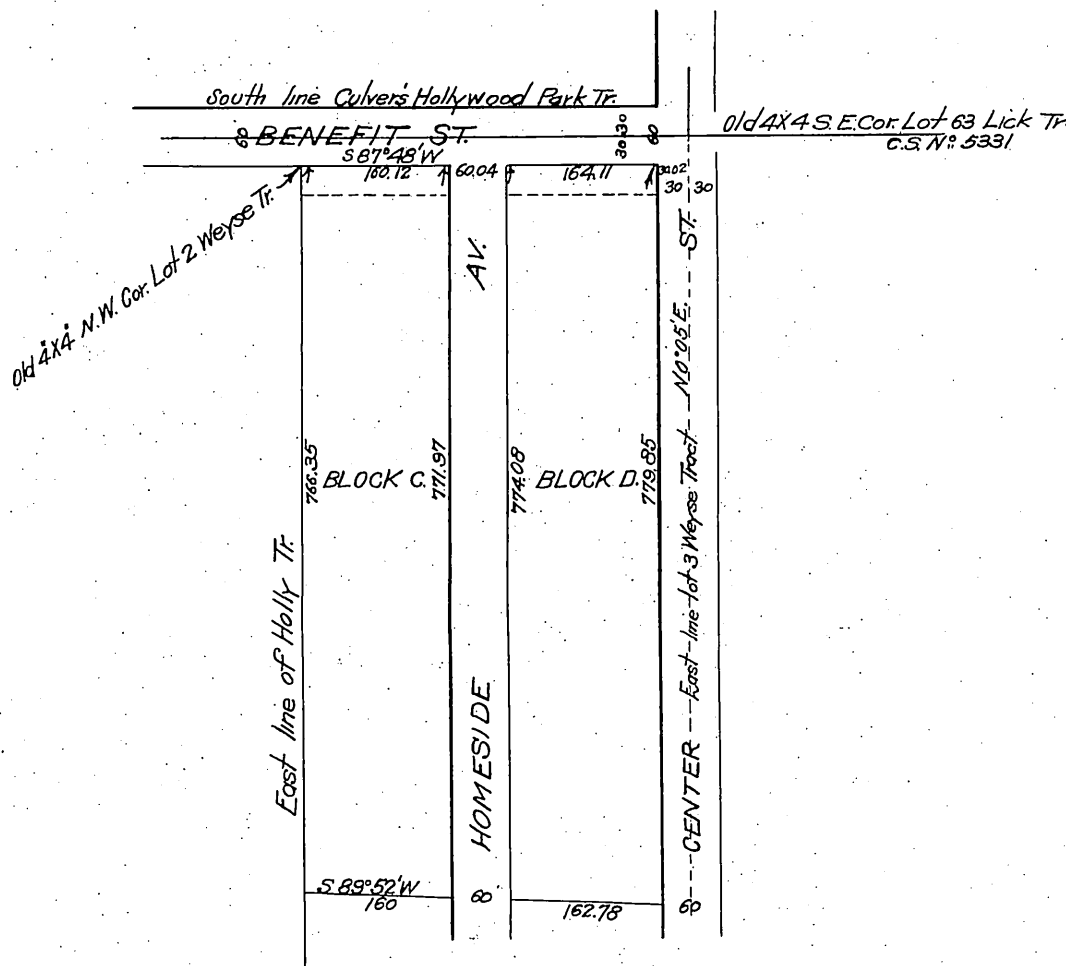 South line Culver's Hollywood Park Tr.
Old 4X4 S.E. Cor. Lot 63 Lick Tr.
C.S. Nº 5331
60 BENEFIT ST.
30 30
60
S 87° 48' W
160.12
60.04
164.11
30.02
30 30
Old 4X4 N.W. Cor. Lot 2 Weyse Tr.
AV.
ST.
N 0° 05' E.
766.35
BLOCK C.
771.97
774.08
BLOCK D.
779.85
East line lot 3 Weyse Tract
East line of Holly Tr.
HOMESIDE
CENTER
S 89° 52' W
160
60
162.78
60